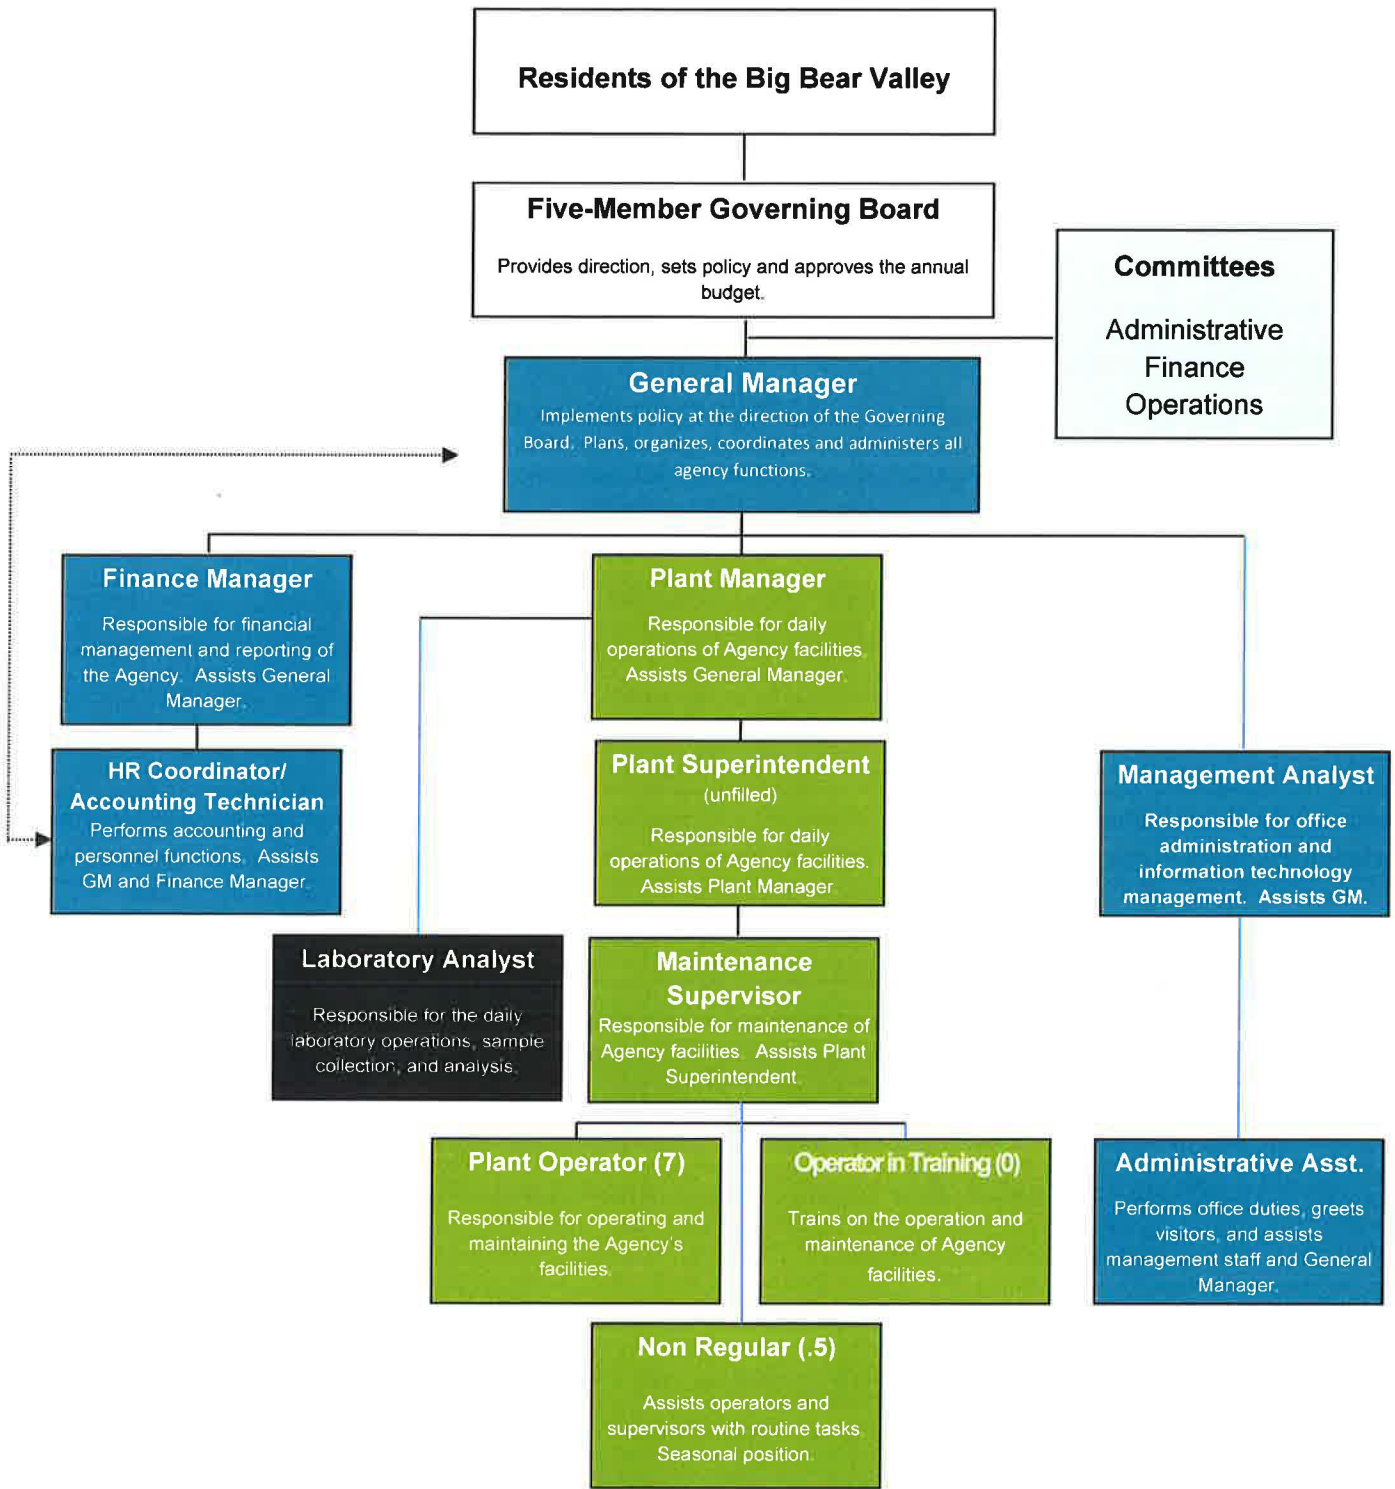 Residents of the Big Bear Valley
Five-Member Governing Board
Provides direction, sets policy and approves the annual
budget.
Committees
Administrative
Finance
Operations
General Manager
Implements policy at the direction of the Governing
Board. Plans, organizes, coordinates and administers all
agency functions.
Finance Manager
Responsible for financial
management and reporting of
the Agency. Assists General
Manager.
Plant Manager
Responsible for daily
operations of Agency facilities.
Assists General Manager.
HR Coordinator/
Accounting Technician
Performs accounting and
personnel functions. Assists
GM and Finance Manager.
Plant Superintendent
(unfilled)
Responsible for daily
operations of Agency facilities.
Assists Plant Manager.
Management Analyst
Responsible for office
administration and
information technology
management. Assists GM.
Laboratory Analyst
Responsible for the daily
laboratory operations, sample
collection, and analysis.
Maintenance
Supervisor
Responsible for maintenance of
Agency facilities. Assists Plant
Superintendent.
Plant Operator (7)
Responsible for operating and
maintaining the Agency's
facilities.
Operator in Training (0)
Trains on the operation and
maintenance of Agency
facilities.
Administrative Asst.
Performs office duties, greets
visitors, and assists
management staff and General
Manager.
Non Regular (.5)
Assists operators and
supervisors with routine tasks.
Seasonal position.